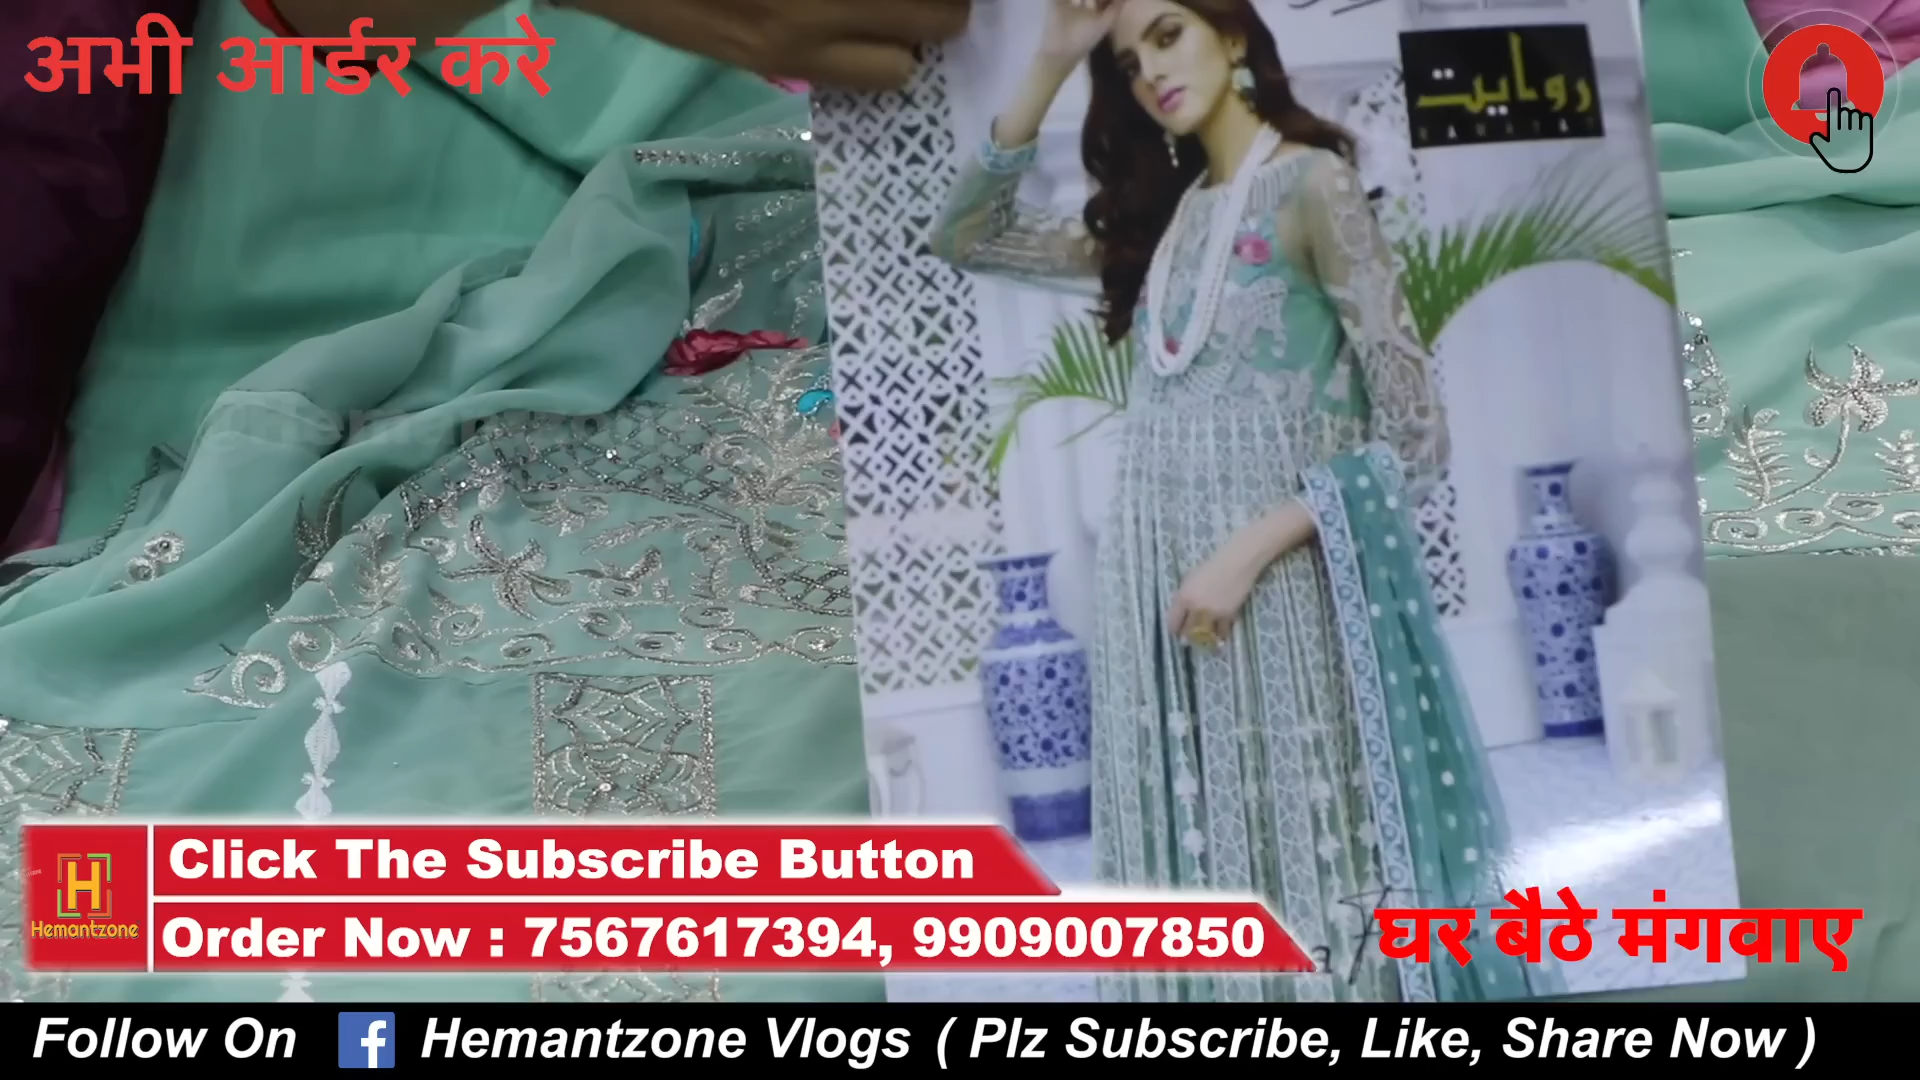 अभी आर्डर करे
روایت
RAWAYAT
Hemantzone
Click The Subscribe Button
Order Now : 7567617394, 9909007850
घर बैठे मंगवाए
Follow On f Hemantzone Vlogs ( Plz Subscribe, Like, Share Now )